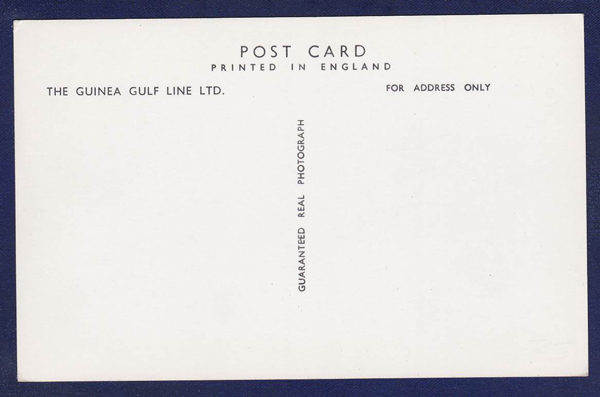 POST CARD
PRINTED IN ENGLAND
THE GUINEA GULF LINE LTD.
FOR ADDRESS ONLY
GUARANTEED REAL PHOTOGRAPH